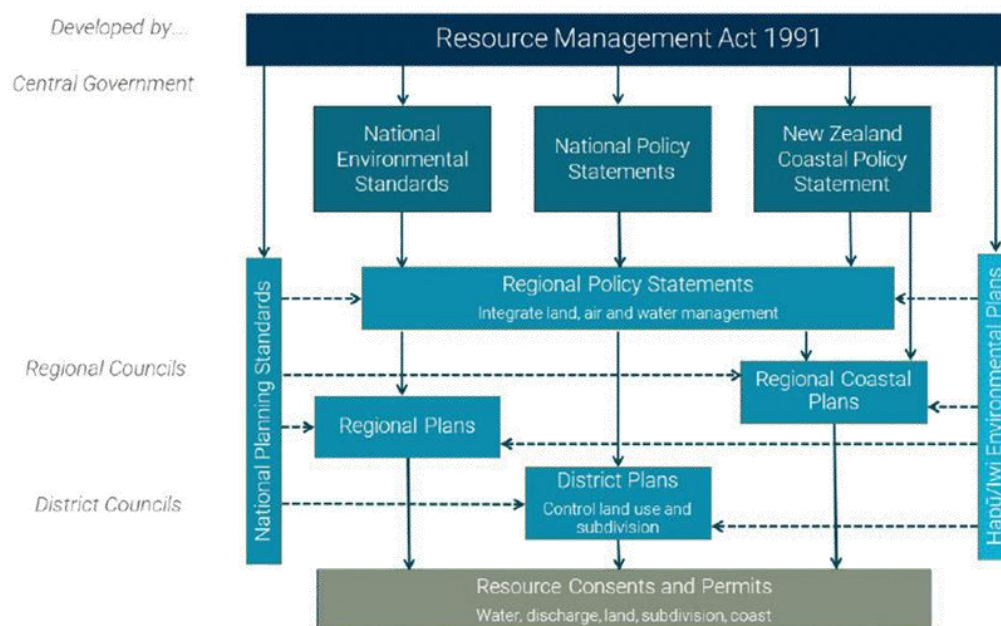 Developed by....
Resource Management Act 1991
Central Government
National
Environmental
Standards
National Policy
Statements
New Zealand
Coastal Policy
Statement
National Planning Standards
Regional Policy Statements
Integrate land, air and water management
Hapū/Iwi Environmental Plans
Regional Councils
Regional Coastal
Plans
Regional Plans
District Councils
District Plans
Control land use and
subdivision
Resource Consents and Permits
Water, discharge, land, subdivision, coast